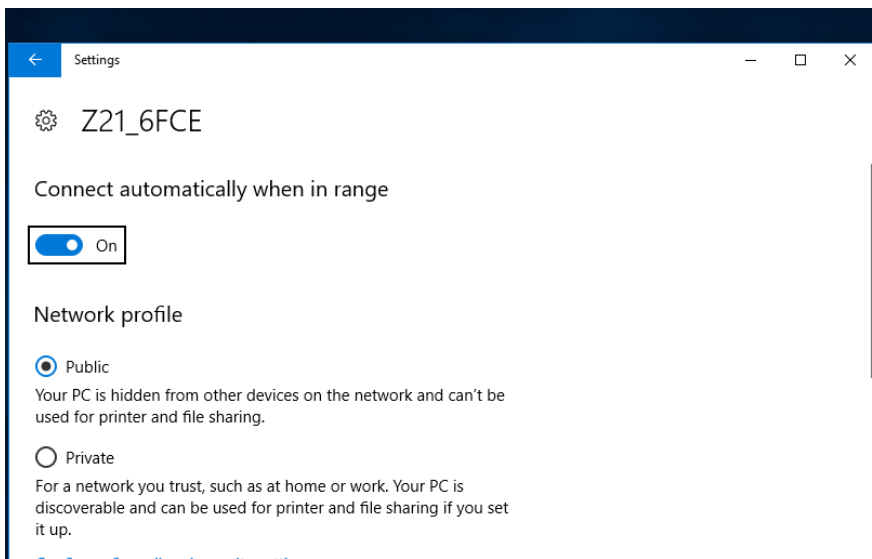 Settings
Z21_6FCE
Connect automatically when in range
On
Network profile
Public
Your PC is hidden from other devices on the network and can't be
used for printer and file sharing.
Private
For a network you trust, such as at home or work. Your PC is
discoverable and can be used for printer and file sharing if you set
it up.